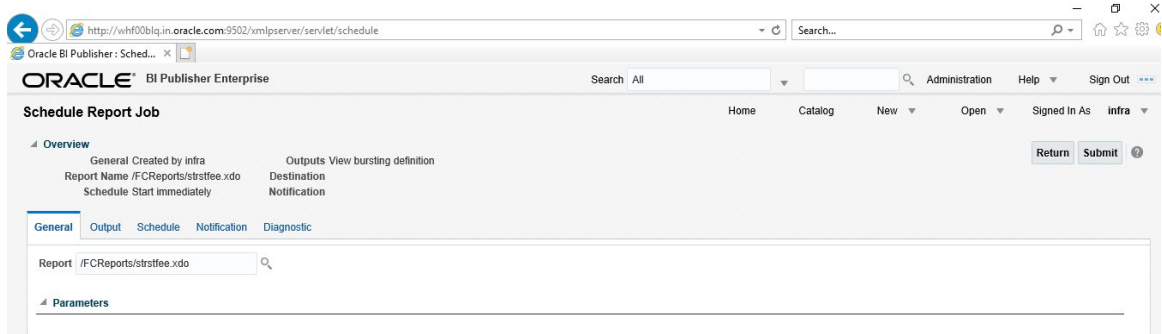 http://whf00blq.in.oracle.com:9502/xmlpserver/servlet/schedule Search...
Oracle BI Publisher : Sched...
ORACLE® BI Publisher Enterprise Search All Administration Help Sign Out
Schedule Report Job Home Catalog New Open Signed In As infra
Overview Return Submit
General Created by infra Outputs View bursting definition
Report Name /FCReports/strstfee.xdo Destination
Schedule Start immediately Notification
General Output Schedule Notification Diagnostic
Report /FCReports/strstfee.xdo
Parameters